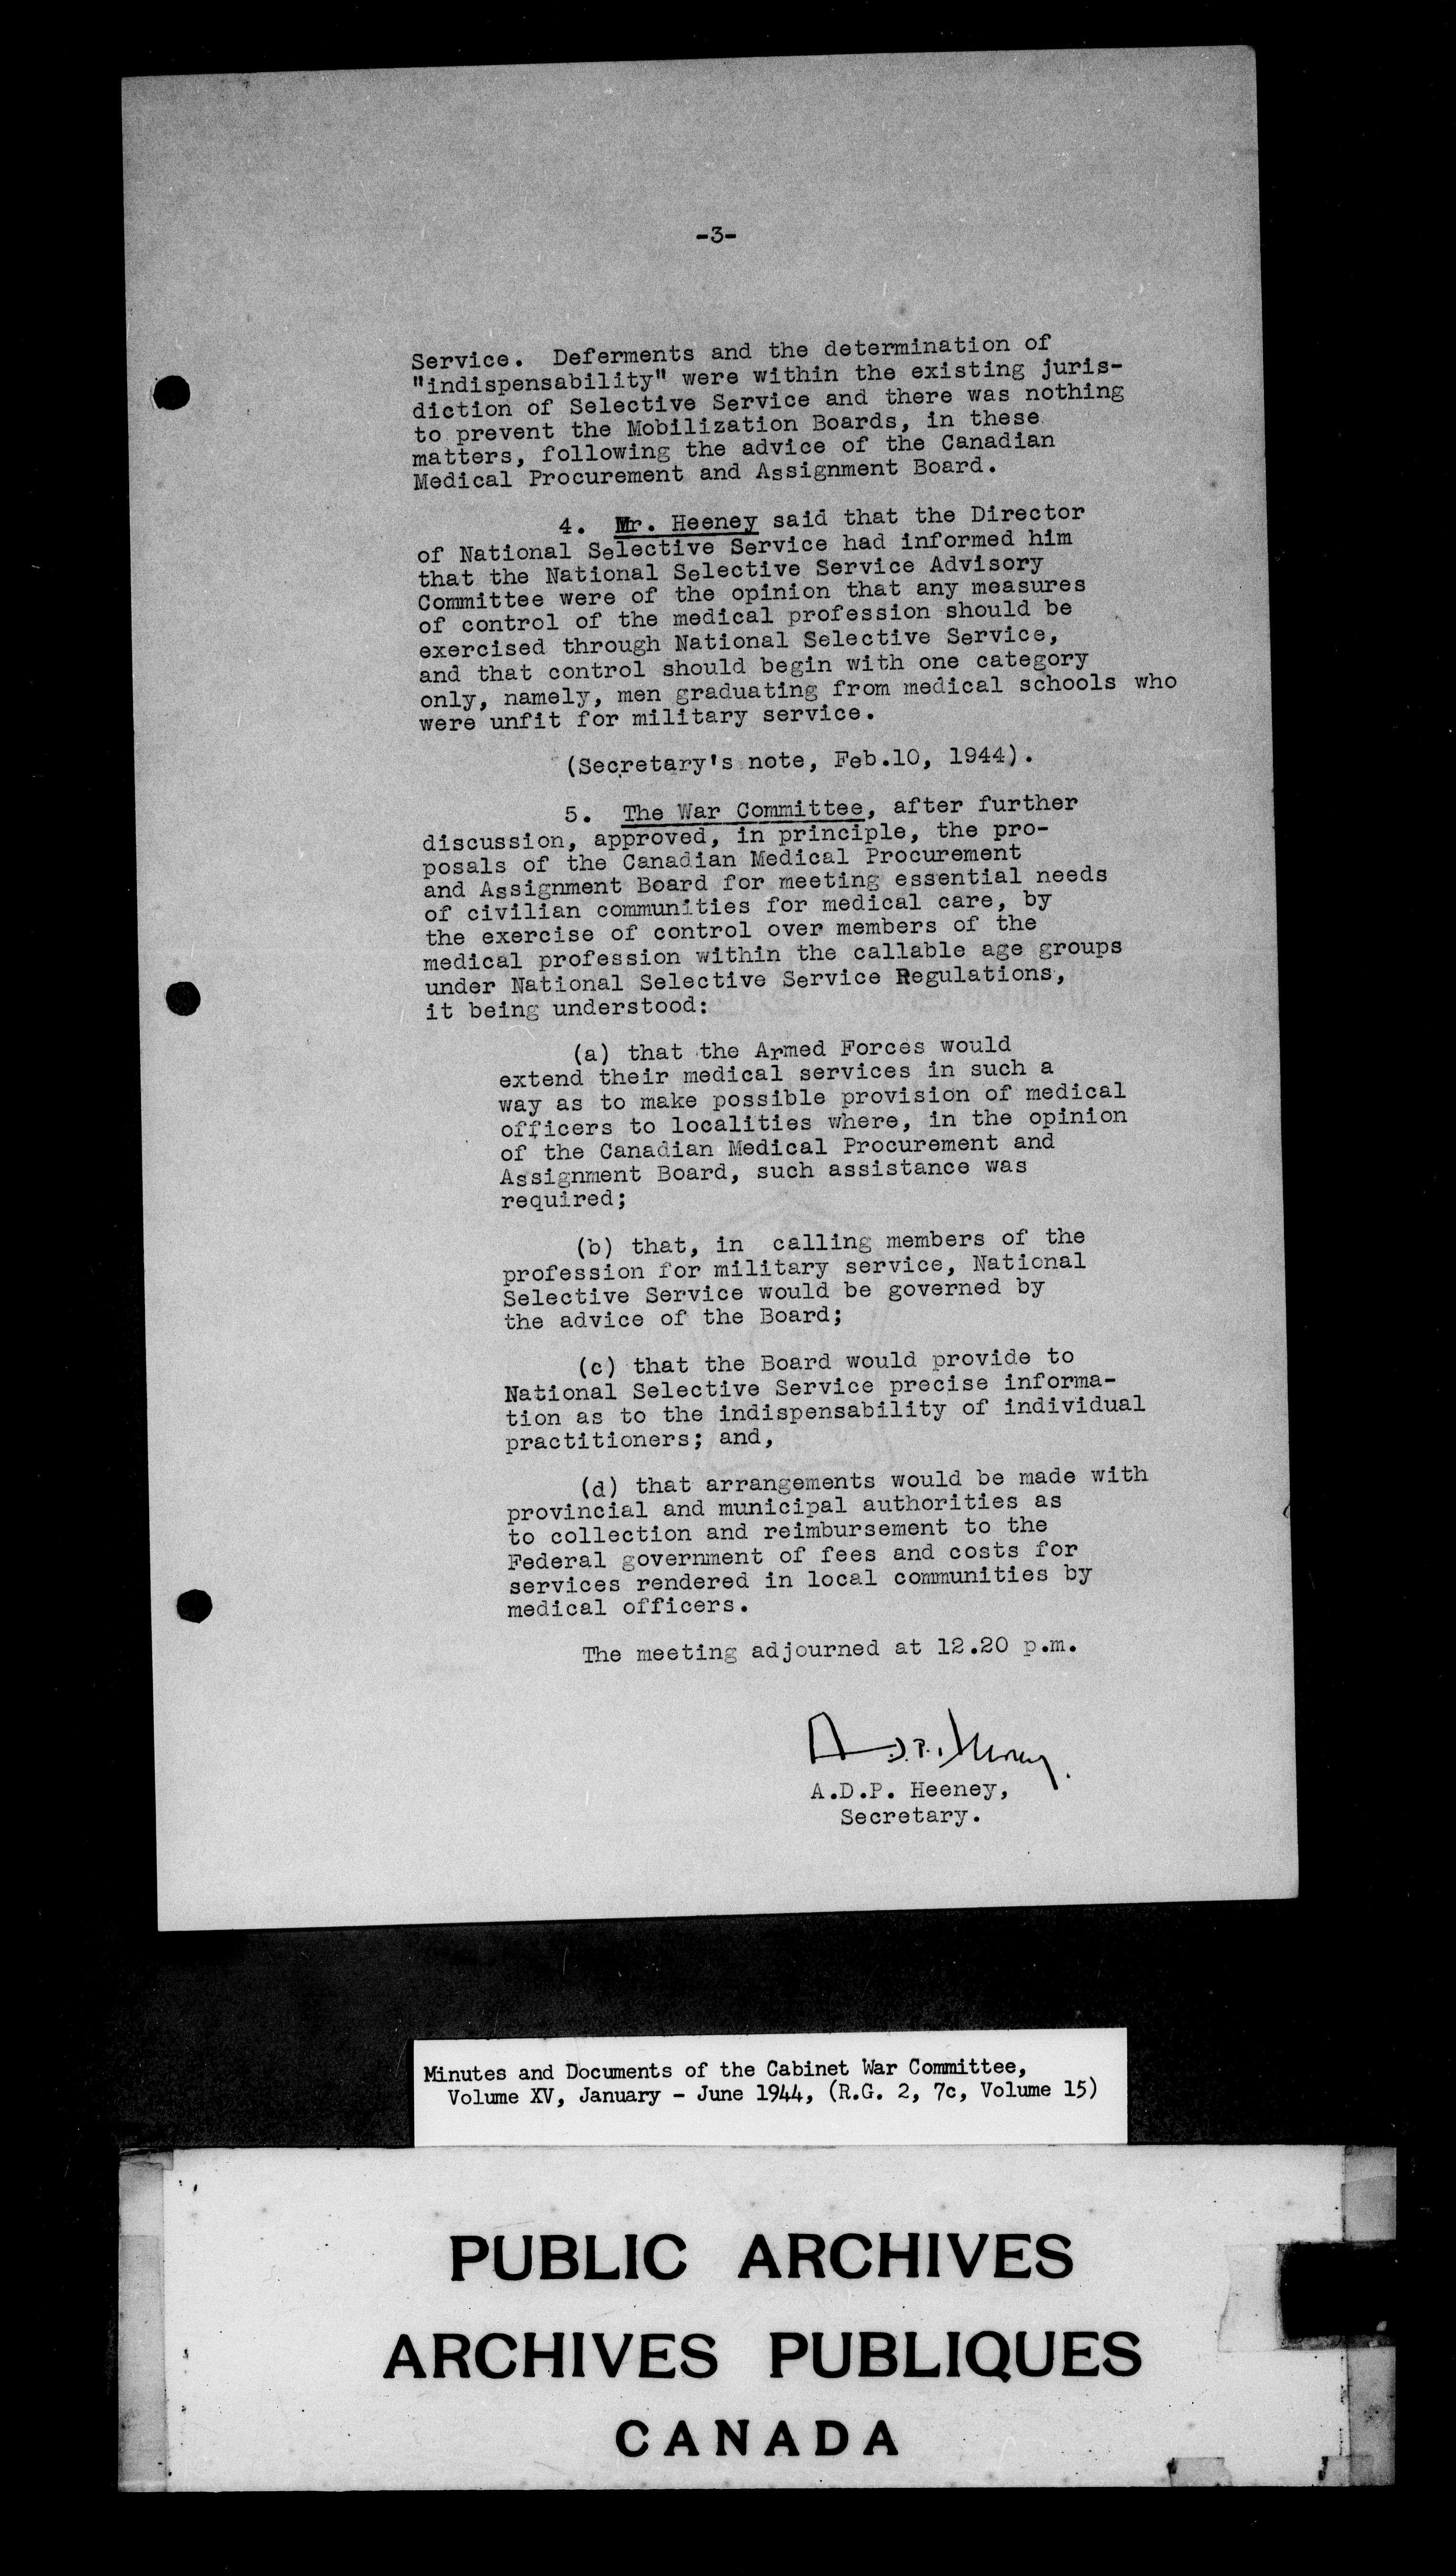 -3-
Service. Deferments and the determination of
"indispensability" were within the existing juris-
diction of Selective Service and there was nothing
to prevent the Mobilization Boards, in these
matters, following the advice of the Canadian
Medical Procurement and Assignment Board.
4. Mr. Heeney said that the Director
of National Selective Service had informed him
that the National Selective Service Advisory
Committee were of the opinion that any measures
of control of the medical profession should be
exercised through National Selective Service,
and that control should begin with one category
only, namely, men graduating from medical schools who
were unfit for military service.
(Secretary's note, Feb.10, 1944).
5. The War Committee, after further
discussion, approved, in principle, the pro-
posals of the Canadian Medical Procurement
and Assignment Board for meeting essential needs
of civilian communities for medical care, by
the exercise of control over members of the
medical profession within the callable age groups
under National Selective Service Regulations,
it being understood:
(a) that the Armed Forces would
extend their medical services in such a
way as to make possible provision of medical
officers to localities where, in the opinion
of the Canadian Medical Procurement and
Assignment Board, such assistance was
required;
(b) that, in calling members of the
profession for military service, National
Selective Service would be governed by
the advice of the Board;
(c) that the Board would provide to
National Selective Service precise informa-
tion as to the indispensability of individual
practitioners; and,
(d) that arrangements would be made with
provincial and municipal authorities as
to collection and reimbursement to the
Federal government of fees and costs for
services rendered in local communities by
medical officers.
The meeting adjourned at 12.20 p.m.
A.D.P. Heeney.
A.D.P. Heeney,
Secretary.
Minutes and Documents of the Cabinet War Committee,
Volume XV, January - June 1944, (R.G. 2, 7c, Volume 15)
PUBLIC ARCHIVES
ARCHIVES PUBLIQUES
CANADA